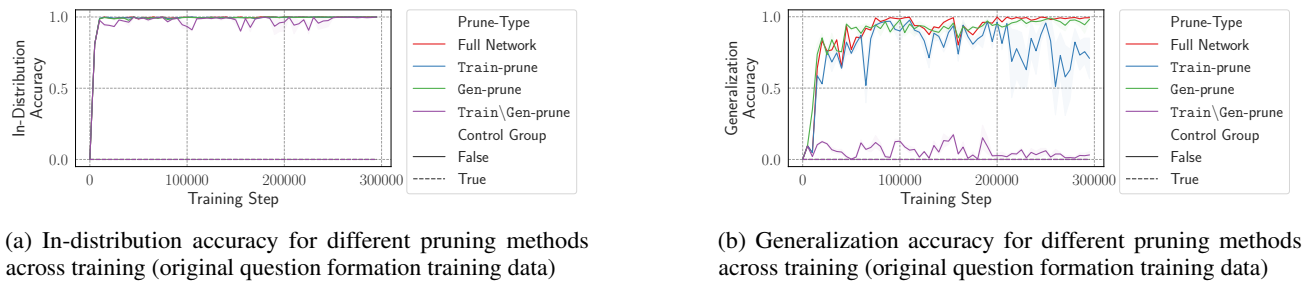 1.0
0.5
0.0
In-Distribution
Accuracy
0
100000
200000
300000
Training Step
Prune-Type
Full Network
Train-prune
Gen-prune
Train\Gen-prune
Control Group
False
True
(a) In-distribution accuracy for different pruning methods
across training (original question formation training data)
1.0
0.5
0.0
Generalization
Accuracy
0
100000
200000
300000
Training Step
Prune-Type
Full Network
Train-prune
Gen-prune
Train\Gen-prune
Control Group
False
True
(b) Generalization accuracy for different pruning methods
across training (original question formation training data)